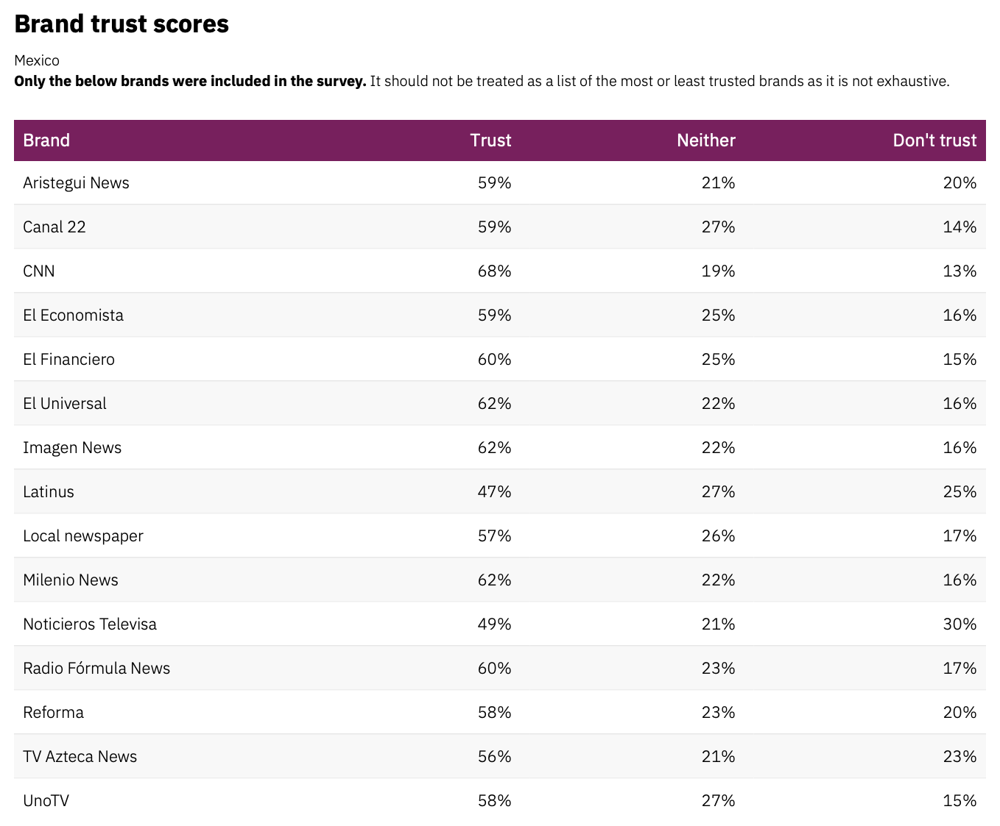 Brand trust scores
Mexico
Only the below brands were included in the survey. It should not be treated as a list of the most or least trusted brands as it is not exhaustive.
Brand Trust Neither Don't trust
Aristegui News 59% 21% 20%
Canal 22 59% 27% 14%
CNN 68% 19% 13%
El Economista 59% 25% 16%
El Financiero 60% 25% 15%
El Universal 62% 22% 16%
Imagen News 62% 22% 16%
Latinus 47% 27% 25%
Local newspaper 57% 26% 17%
Milenio News 62% 22% 16%
Noticieros Televisa 49% 21% 30%
Radio Fórmula News 60% 23% 17%
Reforma 58% 23% 20%
TV Azteca News 56% 21% 23%
UnoTV 58% 27% 15%